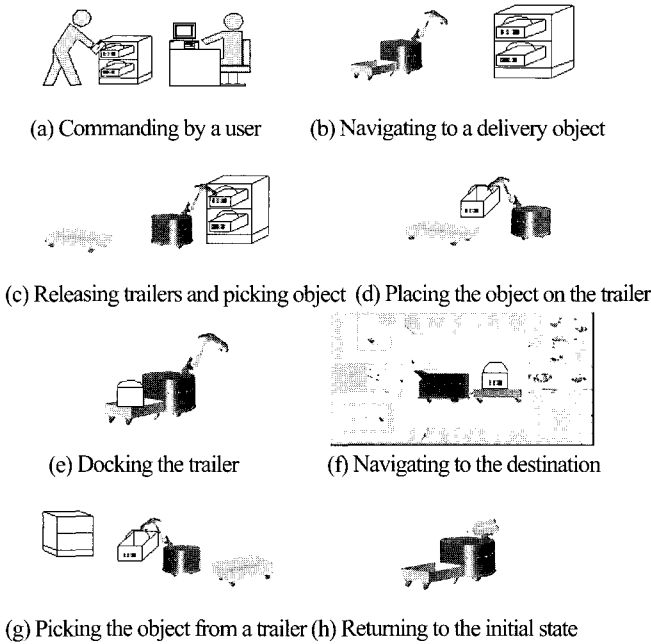 (a) Commanding by a user
(b) Navigating to a delivery object
(c) Releasing trailers and picking object
(d) Placing the object on the trailer
(e) Docking the trailer
(f) Navigating to the destination
(g) Picking the object from a trailer
(h) Returning to the initial state